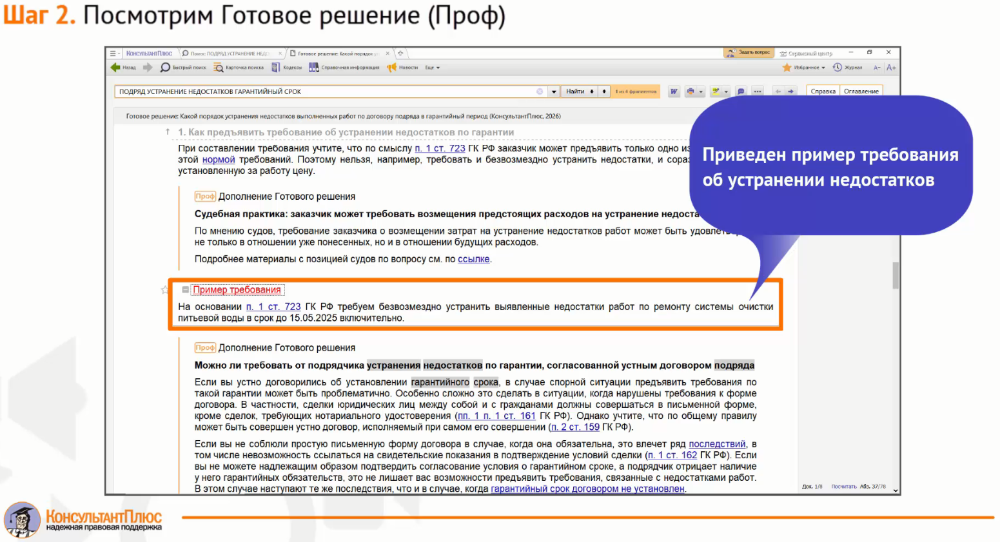 Шаг 2. Посмотрим Готовое решение (Проф)
КонсультантПлюс
Поиск: ПОДРЯД УСТРАНЕНИЕ НЕДО
Готовое решение: Какой порядок
Задать вопрос
Сервисный центр
Назад
Быстрый поиск
Карточка поиска
Кодексы
Справочная информация
Новости
Еще
Избранное
Журнал
A-
A+
ПОДРЯД УСТРАНЕНИЕ НЕДОСТАТКОВ ГАРАНТИЙНЫЙ СРОК
Найти
1 из 4 фрагментов
Справка
Оглавление
Готовое решение: Какой порядок устранения недостатков выполненных работ по договору подряда в гарантийный период (КонсультантПлюс, 2026)
Приведен пример требования
об устранении недостатков
1. Как предъявить требование об устранении недостатков по гарантии
При составлении требования учтите, что по смыслу п. 1 ст. 723 ГК РФ заказчик может предъявить только одно из
этой нормой требований. Поэтому нельзя, например, требовать и безвозмездно устранить недостатки, и сораз
установленную за работу цену.
Проф Дополнение Готового решения
Судебная практика: заказчик может требовать возмещения предстоящих расходов на устранение недоста
По мнению судов, требование заказчика о возмещении затрат на устранение недостатков работ может быть удовлет
не только в отношении уже понесенных, но и в отношении будущих расходов.
Подробнее материалы с позицией судов по вопросу см. по ссылке.
Пример требования
На основании п. 1 ст. 723 ГК РФ требуем безвозмездно устранить выявленные недостатки работ по ремонту системы очистки
питьевой воды в срок до 15.05.2025 включительно.
Проф Дополнение Готового решения
Можно ли требовать от подрядчика устранения недостатков по гарантии, согласованной устным договором подряда
Если вы устно договорились об установлении гарантийного срока, в случае спорной ситуации предъявить требования по
такой гарантии может быть проблематично. Особенно сложно это сделать в ситуации, когда нарушены требования к форме
договора. В частности, сделки юридических лиц между собой и с гражданами должны совершаться в письменной форме,
кроме сделок, требующих нотариального удостоверения (пп. 1 п. 1 ст. 161 ГК РФ). Однако учтите, что по общему правилу
может быть совершен устно договор, исполняемый при самом его совершении (п. 2 ст. 159 ГК РФ).
Если вы не соблюли простую письменную форму договора в случае, когда она обязательна, это влечет ряд последствий, в
том числе невозможность ссылаться на свидетельские показания в подтверждение условий сделки (п. 1 ст. 162 ГК РФ). Если
вы не можете надлежащим образом подтвердить согласование условия о гарантийном сроке, а подрядчик отрицает наличие
у него гарантийных обязательств, это не лишает вас возможности предъявить требования, связанные с недостатками работ.
В этом случае наступают те же последствия, что и в случае, когда гарантийный срок договором не установлен.
Док. 1/8 Посчитать Абз. 37/78
КонсультантПлюс
надежная правовая поддержка